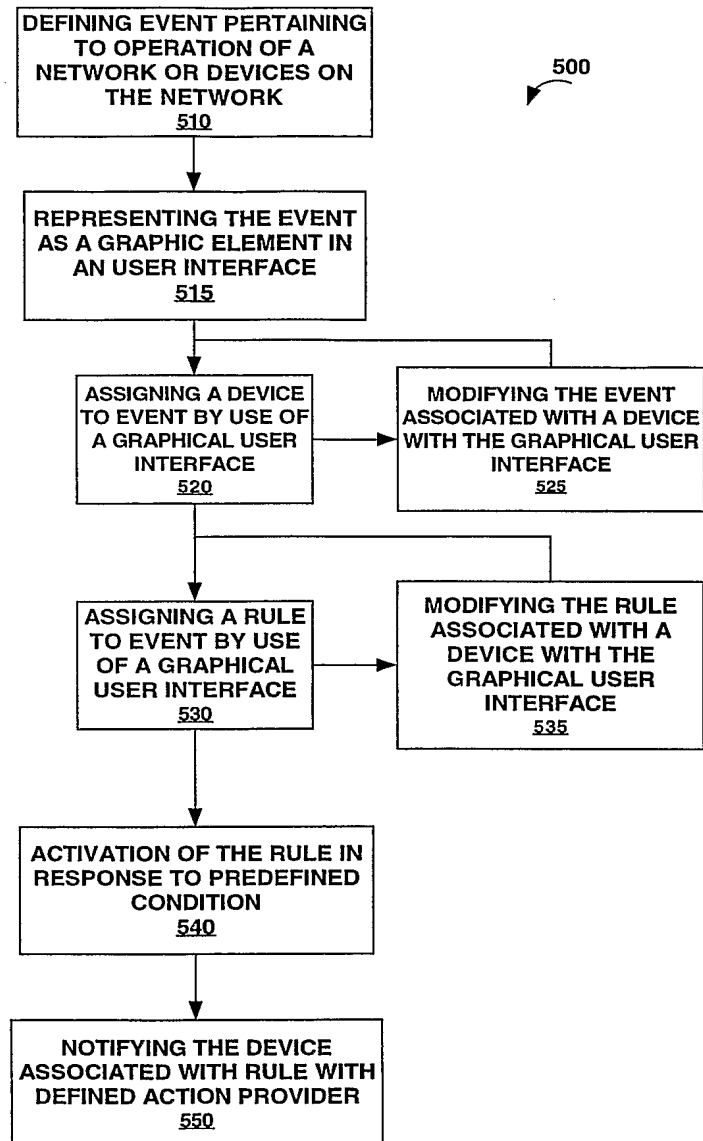 DEFINING EVENT PERTAINING
TO OPERATION OF A
NETWORK OR DEVICES ON
THE NETWORK
510
500
REPRESENTING THE EVENT
AS A GRAPHIC ELEMENT IN
AN USER INTERFACE
515
ASSIGNING A DEVICE
TO EVENT BY USE OF
A GRAPHICAL USER
INTERFACE
520
MODIFYING THE EVENT
ASSOCIATED WITH A DEVICE
WITH THE GRAPHICAL USER
INTERFACE
525
ASSIGNING A RULE
TO EVENT BY USE
OF A GRAPHICAL
USER INTERFACE
530
MODIFYING THE RULE
ASSOCIATED WITH A
DEVICE WITH THE
GRAPHICAL USER
INTERFACE
535
ACTIVATION OF THE RULE IN
RESPONSE TO PREDEFINED
CONDITION
540
NOTIFYING THE DEVICE
ASSOCIATED WITH RULE WITH
DEFINED ACTION PROVIDER
550